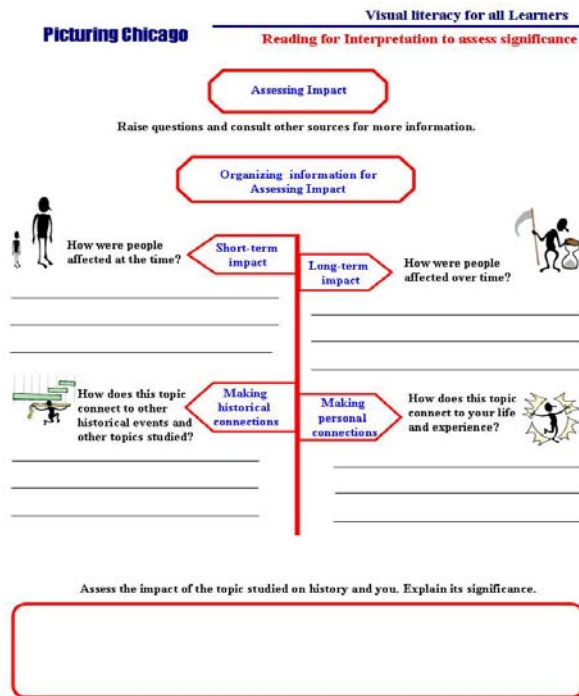 Visual literacy for all Learners
Picturing Chicago
Reading for Interpretation to assess significance
Assessing Impact
Raise questions and consult other sources for more information.
Organizing information for
Assessing Impact
How were people
affected at the time?
Short-term
impact
Long-term
impact
How were people
affected over time?
How does this topic
connect to other
historical events and
other topics studied?
Making
historical
connections
Making
personal
connections
How does this topic
connect to your life
and experience?
Assess the impact of the topic studied on history and you. Explain its significance.